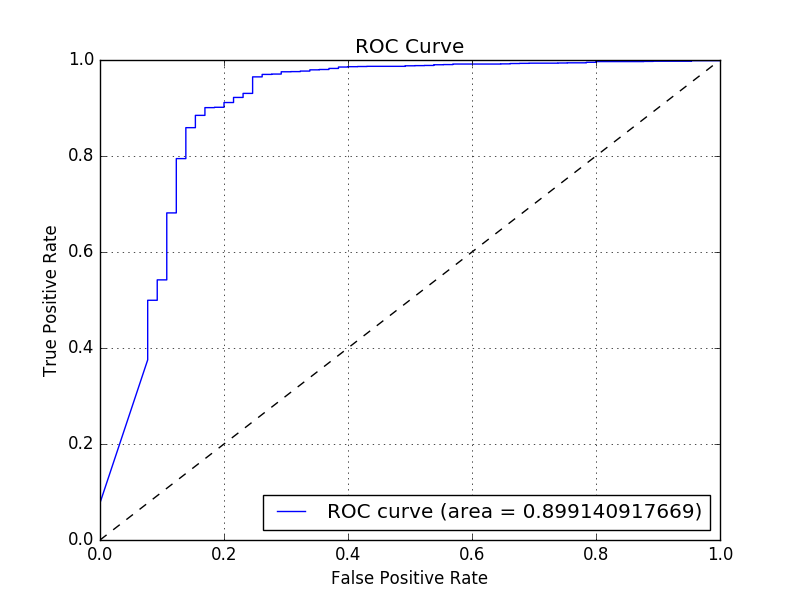 ROC Curve
1.0
0.8
0.6
0.4
0.2
0.0
True Positive Rate
ROC curve (area = 0.899140917669)
0.0 0.2 0.4 0.6 0.8 1.0
False Positive Rate